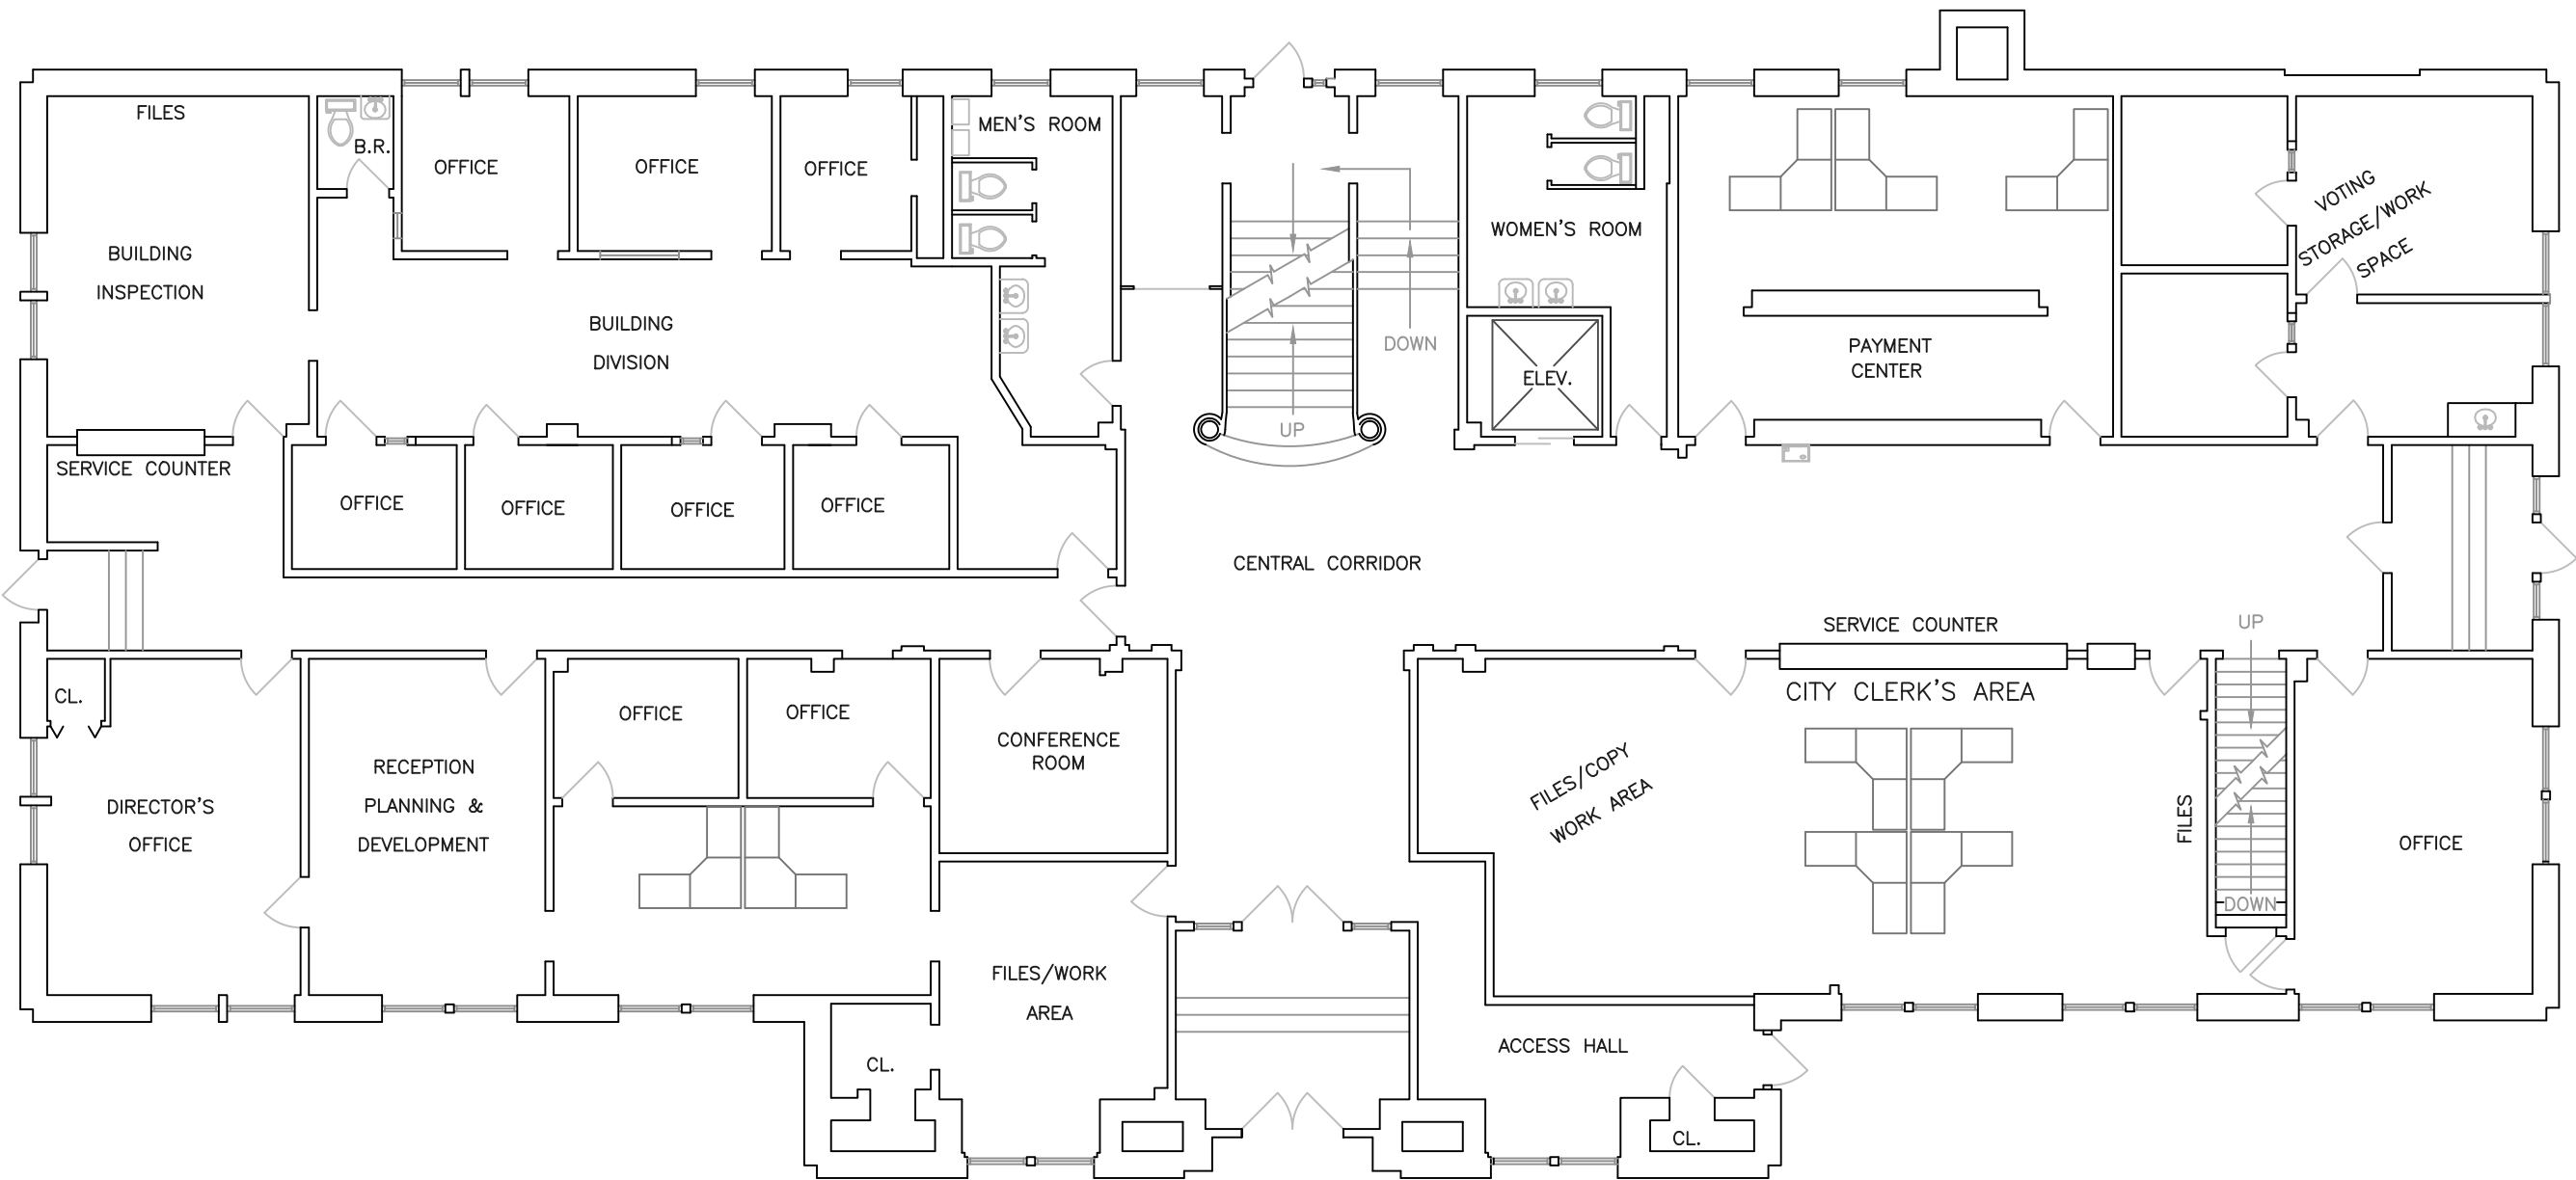 FILES
B.R.
OFFICE
OFFICE
OFFICE
MEN'S ROOM
VOTING
STORAGE/WORK
SPACE
WOMEN'S ROOM
BUILDING
INSPECTION
BUILDING
DIVISION
DOWN
ELEV.
PAYMENT
CENTER
UP
SERVICE COUNTER
OFFICE
OFFICE
OFFICE
OFFICE
CENTRAL CORRIDOR
SERVICE COUNTER
UP
CITY CLERK'S AREA
CL.
OFFICE
OFFICE
CONFERENCE
ROOM
RECEPTION
PLANNING &
DEVELOPMENT
DIRECTOR'S
OFFICE
FILES/COPY
WORK AREA
FILES
OFFICE
DOWN
FILES/WORK
AREA
CL.
ACCESS HALL
CL.